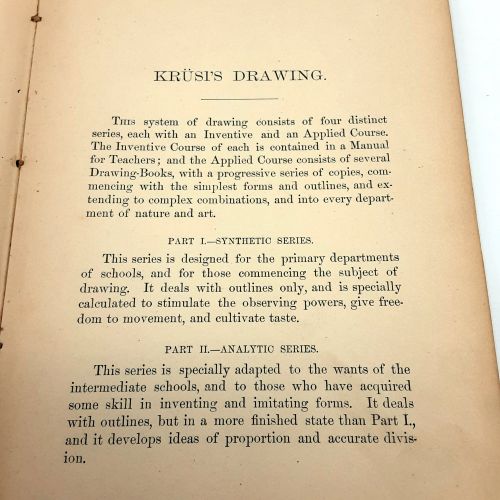 KRÜSI'S DRAWING.
THIS system of drawing consists of four distinct
series, each with an Inventive and an Applied Course.
The Inventive Course of each is contained in a Manual
for Teachers; and the Applied Course consists of several
Drawing-Books, with a progressive series of copies, com-
mencing with the simplest forms and outlines, and ex-
tending to complex combinations, and into every depart-
ment of nature and art.
PART I.—SYNTHETIC SERIES.
This series is designed for the primary departments
of schools, and for those commencing the subject of
drawing. It deals with outlines only, and is specially
calculated to stimulate the observing powers, give free-
dom to movement, and cultivate taste.
PART II.—ANALYTIC SERIES.
This series is specially adapted to the wants of the
intermediate schools, and to those who have acquired
some skill in inventing and imitating forms. It deals
with outlines, but in a more finished state than Part I.,
and it develops ideas of proportion and accurate divis-
ion.